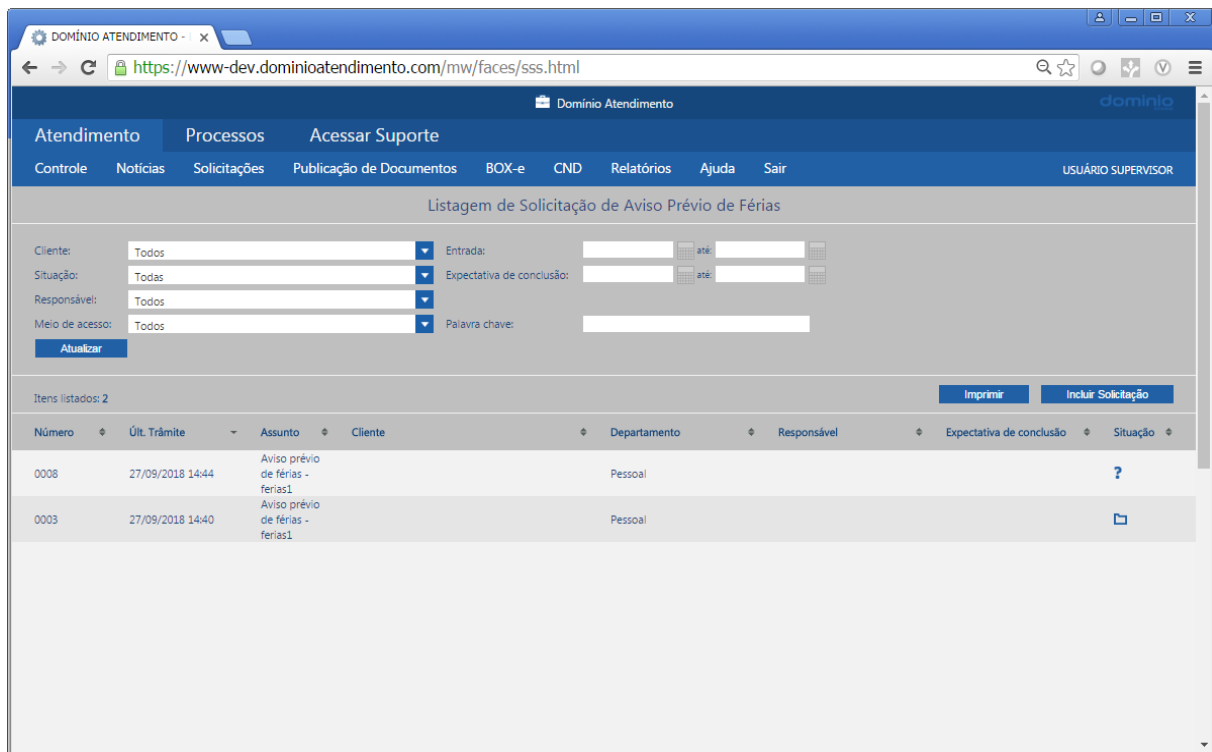 DOMÍNIO ATENDIMENTO -
https://www-dev.dominioatendimento.com/mw/faces/sss.html
Domínio Atendimento
domínio
Atendimento Processos Acessar Suporte
Controle Notícias Solicitações Publicação de Documentos BOX-e CND Relatórios Ajuda Sair USUÁRIO SUPERVISOR
Listagem de Solicitação de Aviso Prévio de Férias
Cliente: Todos Entrada: até:
Situação: Todas Expectativa de conclusão: até:
Responsável: Todos
Meio de acesso: Todos Palavra chave:
Atualizar
Itens listados: 2 Imprimir Incluir Solicitação
Número Últ. Trâmite Assunto Cliente Departamento Responsável Expectativa de conclusão Situação
0008 27/09/2018 14:44 Aviso prévio de férias - ferias1 Pessoal ?
0003 27/09/2018 14:40 Aviso prévio de férias - ferias1 Pessoal